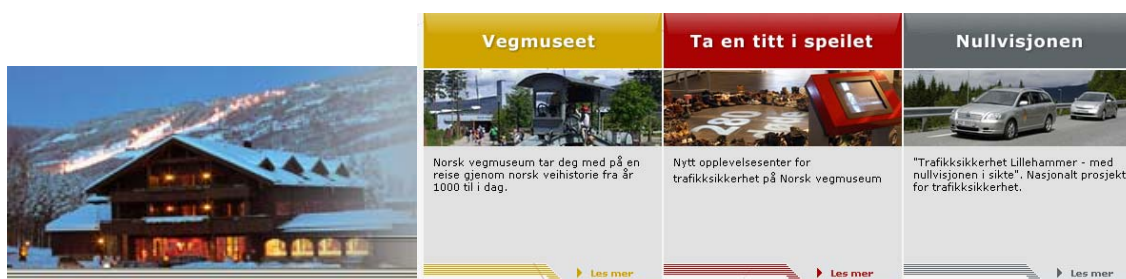 Vegmuseet
Norsk vegmuseum tar deg med på en
reise gjenom norsk veihistorie fra år
1000 til i dag.
Les mer
Ta en titt i speilet
280
Nytt opplevelsesenter for
trafikksikkerhet på Norsk vegmuseum
Les mer
Nullvisjonen
"Trafikksikkerhet Lillehammer - med
nullvisjonen i sikte". Nasjonalt prosjekt
for trafikksikkerhet.
Les mer